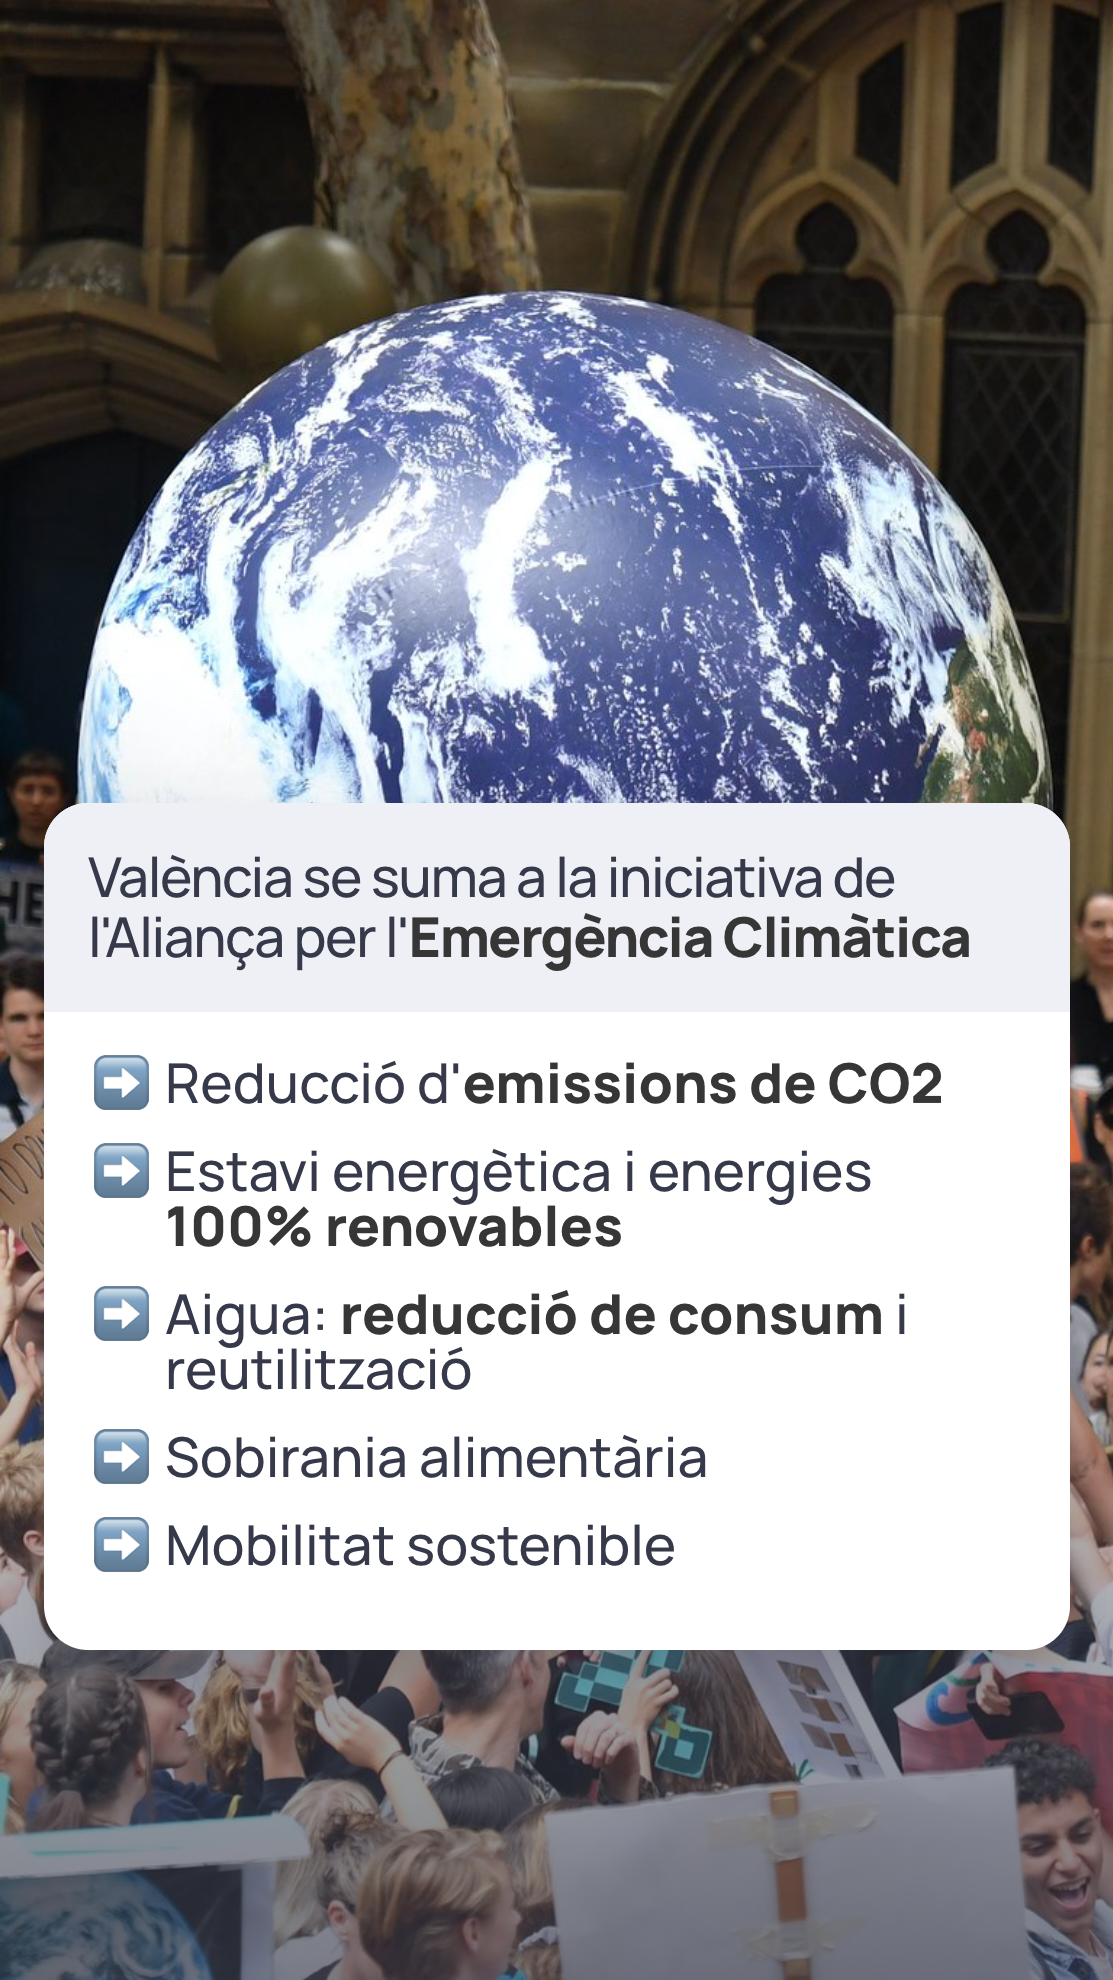 València se suma a la iniciativa de
l'Aliança per l'Emergència Climàtica
➡️ Reducció d'emissions de CO2
➡️ Estavi energètica i energies
100% renovables
➡️ Aigua: reducció de consum i
reutilització
➡️ Sobirania alimentària
➡️ Mobilitat sostenible